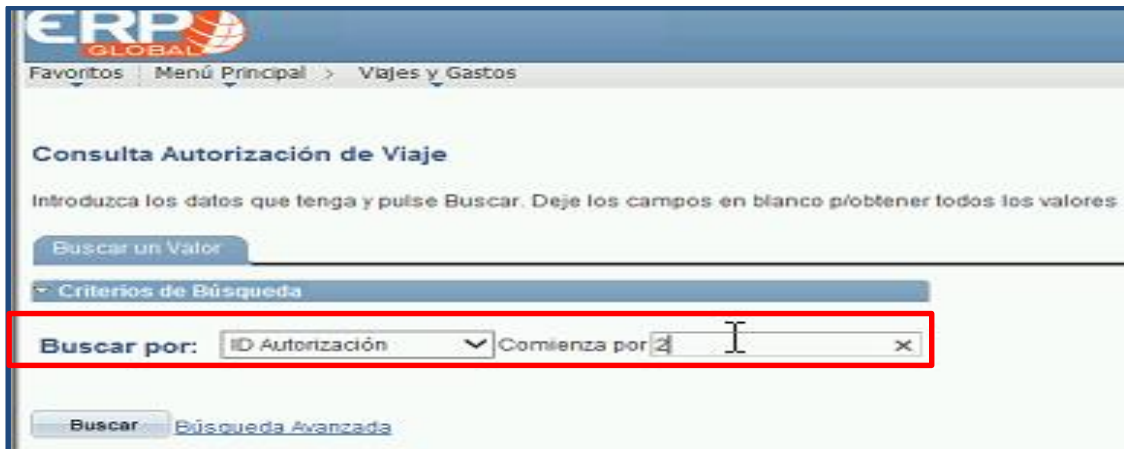 ERP
GLOBAL
Favoritos Menú Principal > Viajes y Gastos
Consulta Autorización de Viaje
Introduzca los datos que tenga y pulse Buscar. Deje los campos en blanco p/obtener todos los valores
Buscar un Valor
Criterios de Búsqueda
Buscar por: ID Autorización Comienza por 2
Buscar Búsqueda Avanzada